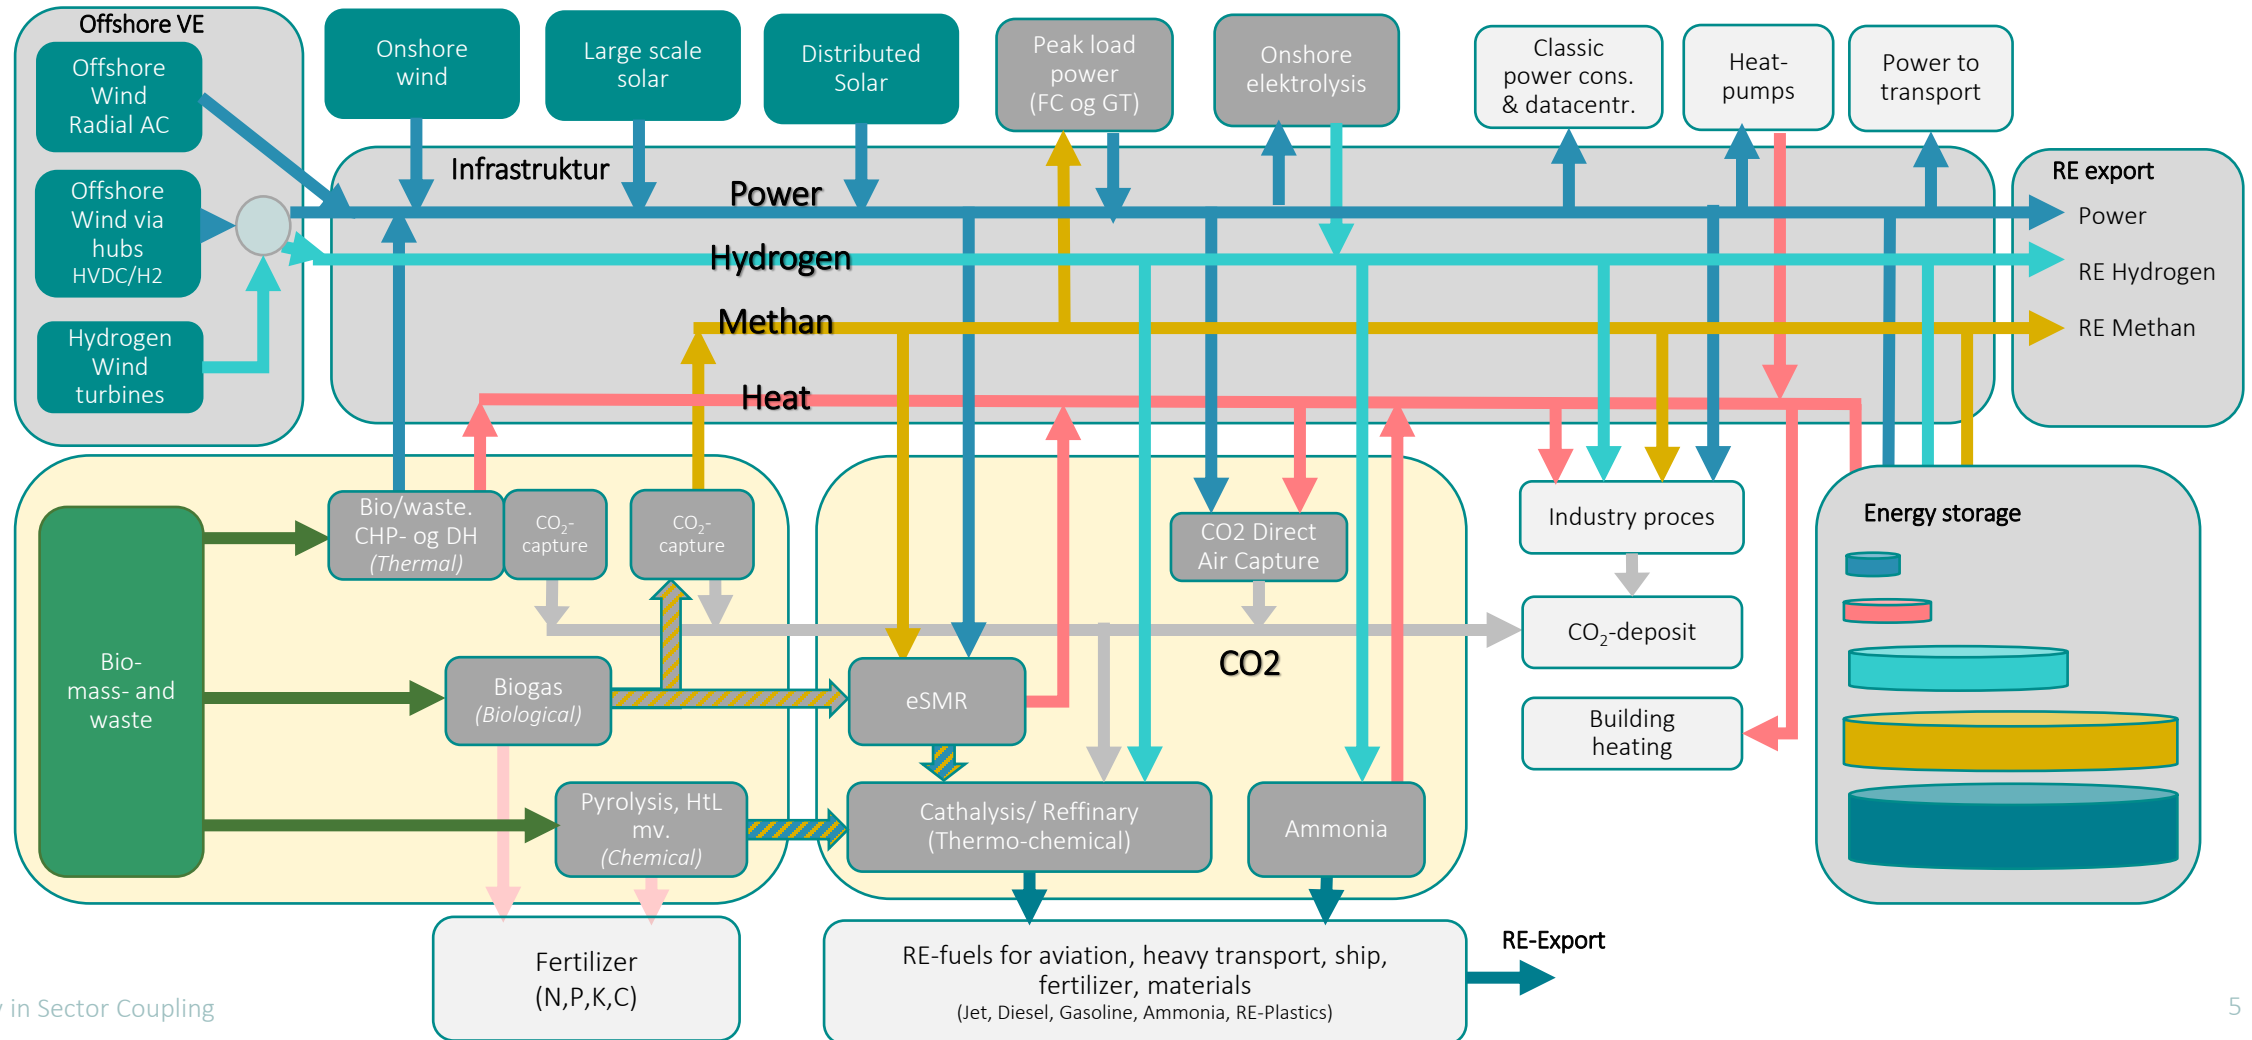 Offshore VE
Offshore
Wind
Radial AC
Offshore
Wind via
hubs
HVDC/H2
Hydrogen
Wind
turbines
Onshore
wind
Large scale
solar
Distributed
Solar
Peak load
power
(FC og GT)
Onshore
elektrolysis
Classic
power cons.
& datacentr.
Heat-
pumps
Power to
transport
Infrastruktur
Power
Hydrogen
Methan
Heat
RE export
Power
RE Hydrogen
RE Methan
Bio-
mass- and
waste
Bio/waste.
CHP- og DH
(Thermal)
CO2-
capture
CO2-
capture
Biogas
(Biological)
Pyrolysis, HtL
mv.
(Chemical)
CO2 Direct
Air Capture
CO2
eSMR
Cathalysis/ Reffinary
(Thermo-chemical)
Ammonia
Industry proces
CO2-deposit
Building
heating
Energy storage
Fertilizer
(N,P,K,C)
RE-fuels for aviation, heavy transport, ship,
fertilizer, materials
(Jet, Diesel, Gasoline, Ammonia, RE-Plastics)
RE-Export
in Sector Coupling
5